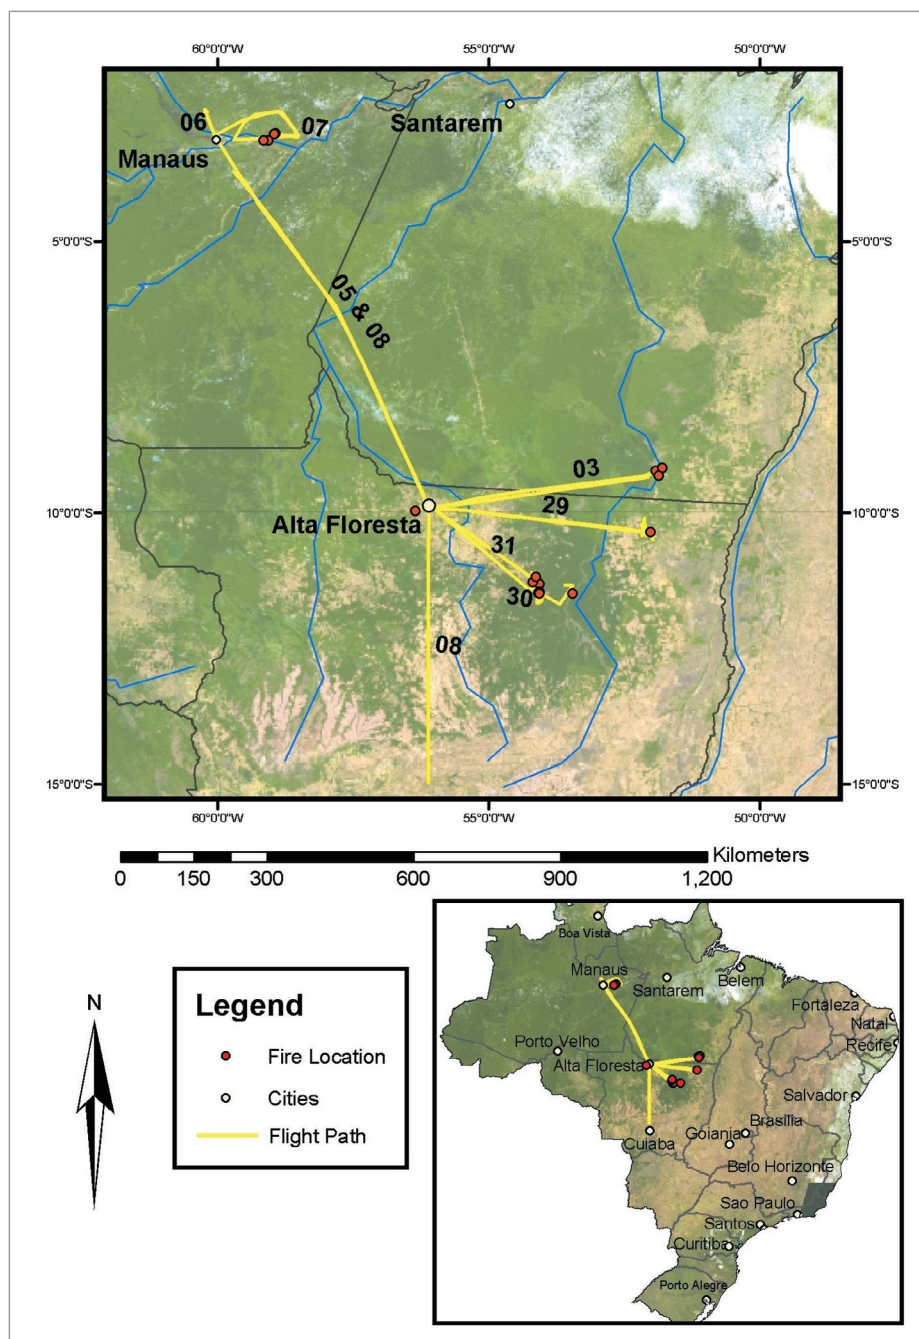 60°0'0"W 55°0'0"W 50°0'0"W
06
07
Santarem
Manaus
5°0'0"S 5°0'0"S
05 & 08
03
29
10°0'0"S 10°0'0"S
Alta Floresta
31
30
08
15°0'0"S 15°0'0"S
60°0'0"W 55°0'0"W 50°0'0"W
Kilometers
0 150 300 600 900 1,200
N
Legend
Fire Location
Cities
Flight Path
Boa Vista
Manaus
Santarem
Belem
Fortaleza
Natal
Recife
Porto Velho
Alta Floresta
Salvador
Cuiaba
Goiania
Brasilia
Belo Horizonte
Sao Paulo
Santos
Curitiba
Porto Alegre